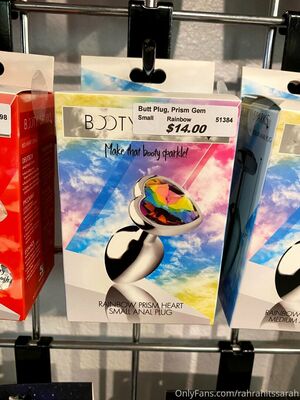 Butt Plug, Prism Gem
Small Rainbow 51384
$14.00
BOOTY
Make that booty sparkle!
RAINBOW PRISM HEART
SMALL ANAL PLUG
98
RAINBOW
MEDIUM
OnlyFans.com/rahrahitssarah